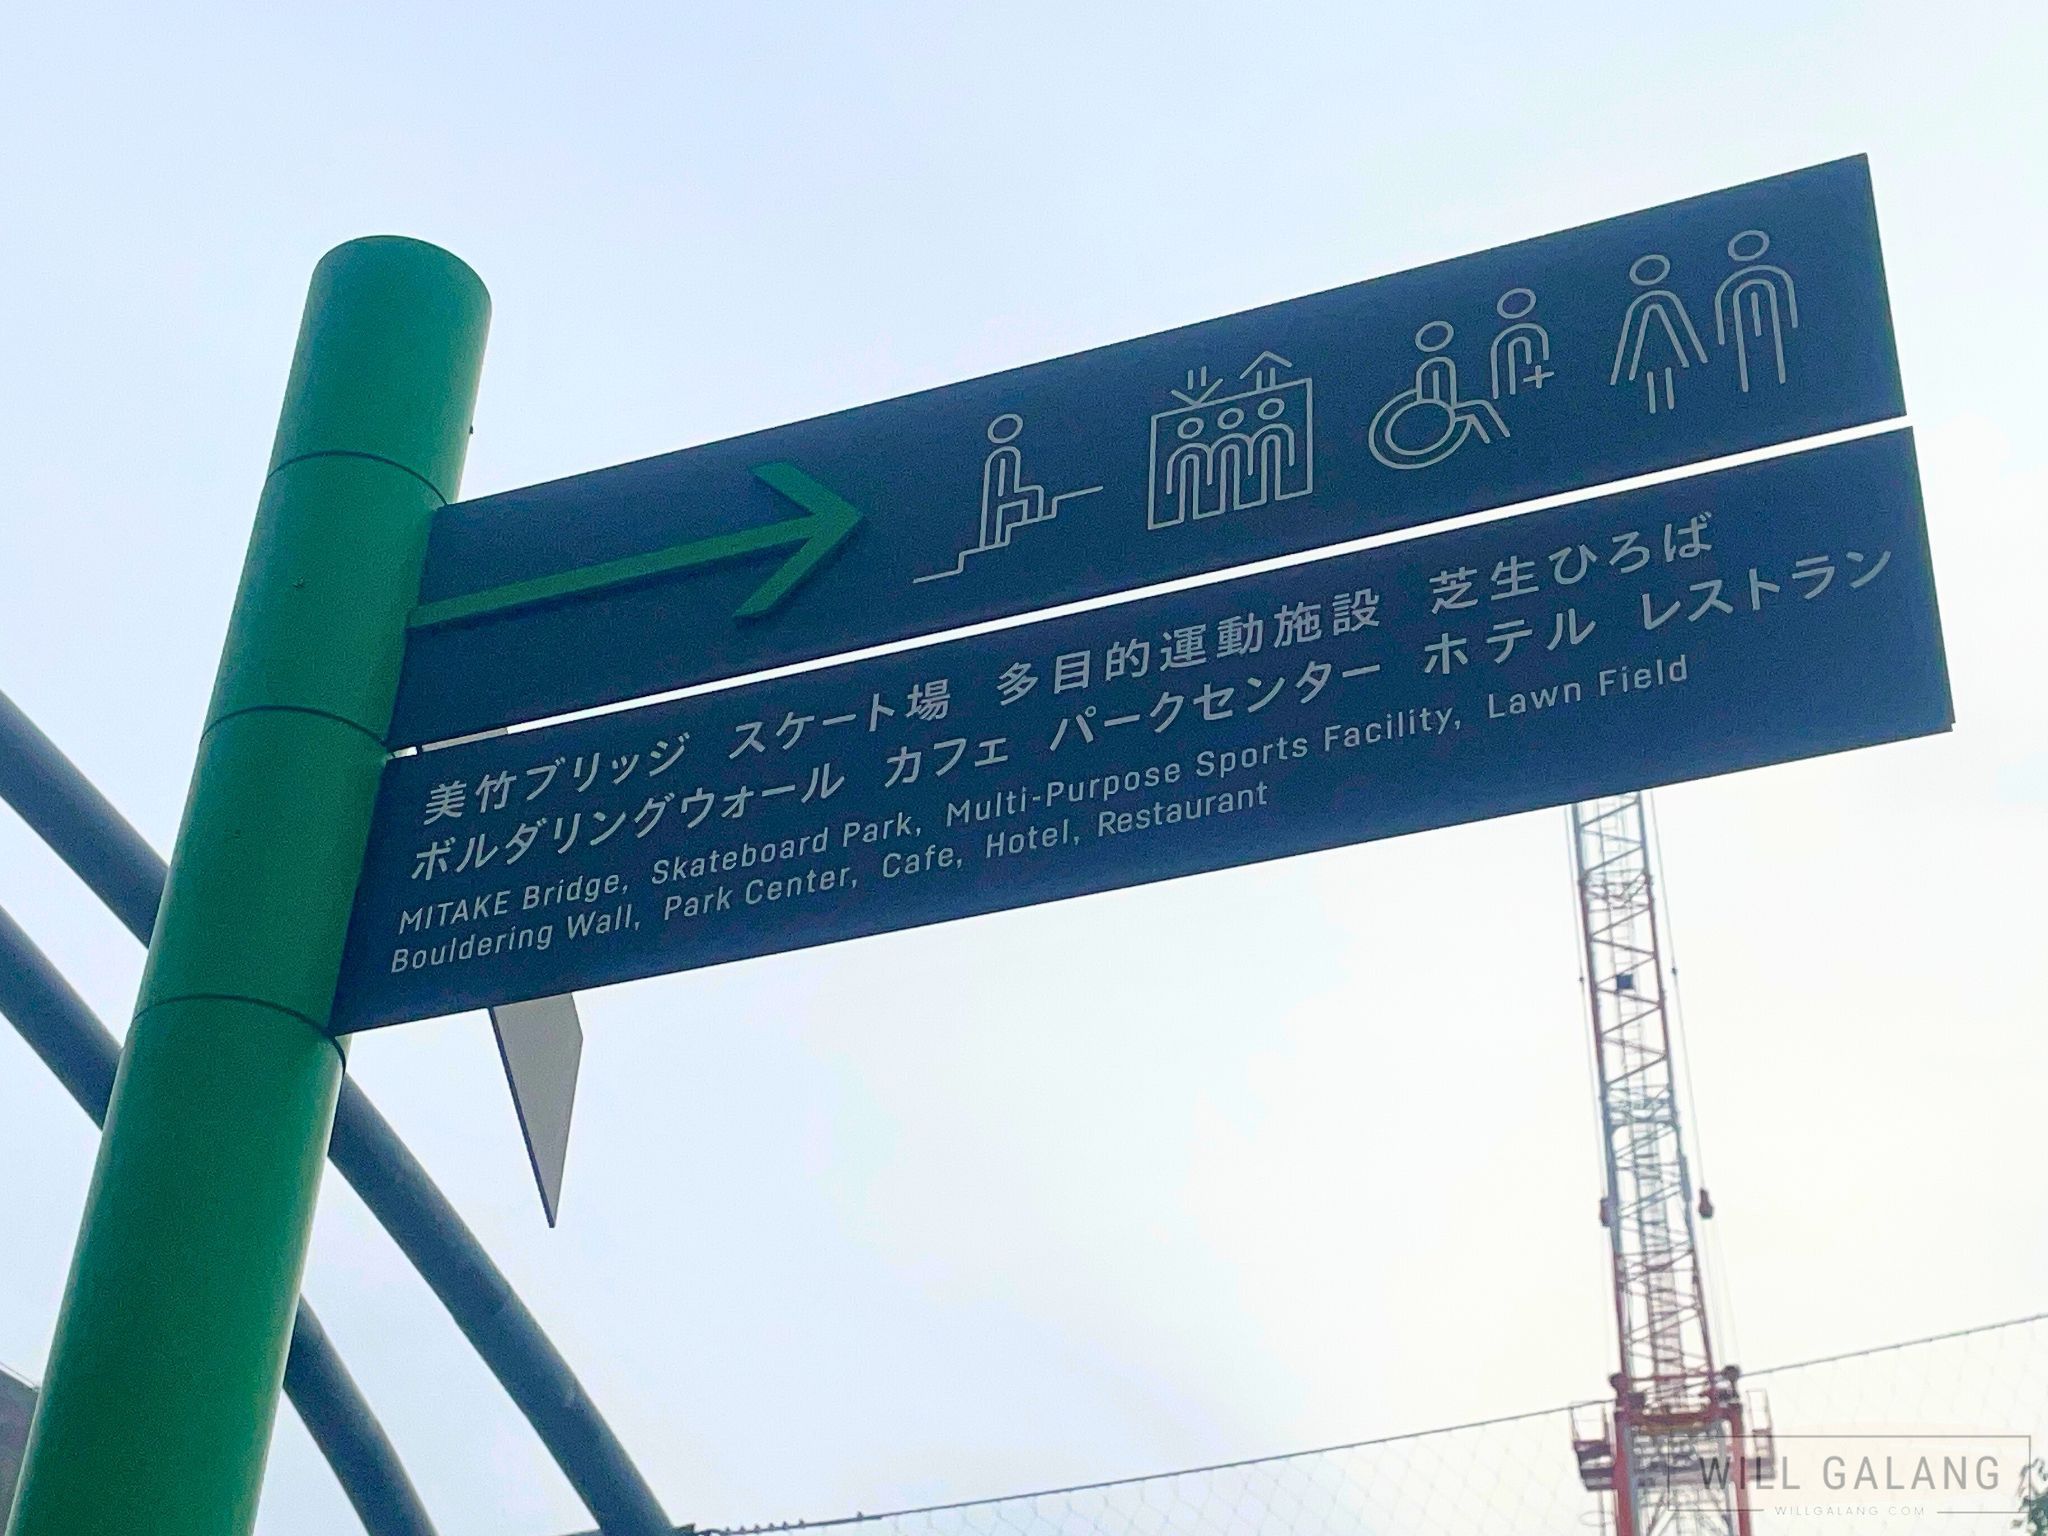 美竹ブリッジ スケート場 多目的運動施設 芝生ひろば
ボルダリングウォール カフェ パークセンター ホテル レストラン
MITAKE Bridge, Skateboard Park, Multi-Purpose Sports Facility, Lawn Field
Bouldering Wall, Park Center, Cafe, Hotel, Restaurant
WILL GALANG
WILLGALANG.COM